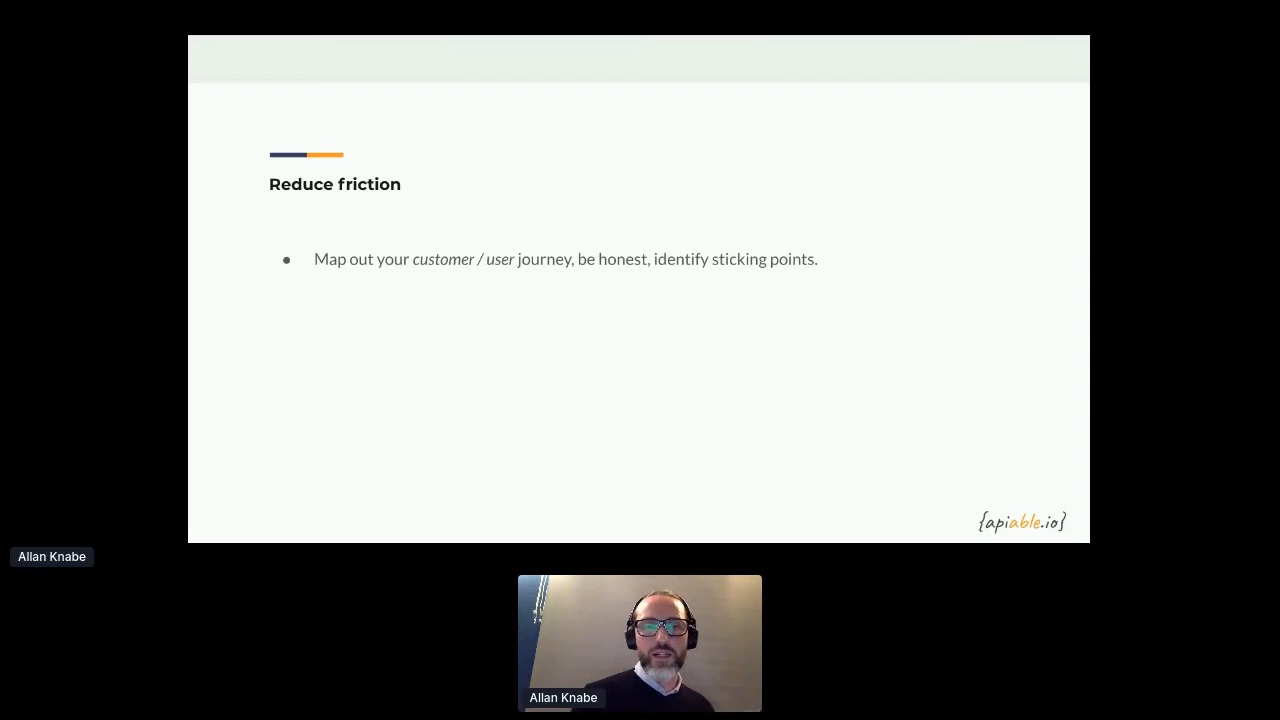 Reduce friction
● Map out your customer / user journey, be honest, identify sticking points.
{apiable.io}
Allan Knabe
Allan Knabe